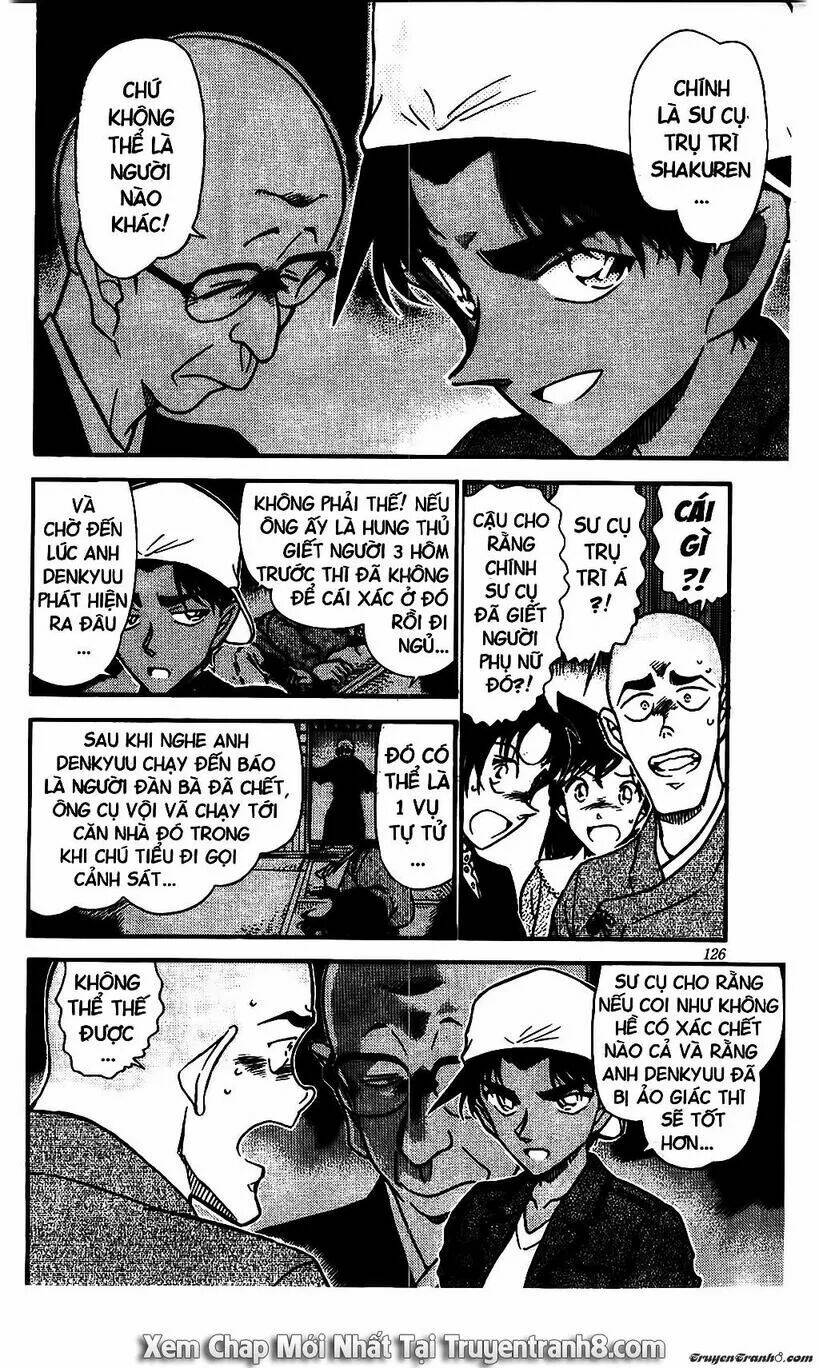 CHÍNH
LÀ SƯ CỤ
TRỤ TRÌ
SHAKUREN
...
CHỨ
KHÔNG
THỂ LÀ
NGƯỜI
NÀO
KHÁC!
CÁI
GÌ
?!
SƯ CỤ
TRỤ
TRÌ Á
?!
CẬU CHO
RẰNG
CHÍNH
SƯ CỤ
ĐÃ GIẾT
NGƯỜI
PHỤ NỮ
ĐÓ?!
KHÔNG PHẢI THẾ! NẾU
ÔNG ẤY LÀ HUNG THỦ
GIẾT NGƯỜI 3 HÔM
TRƯỚC THÌ ĐÃ KHÔNG
ĐỂ CÁI XÁC Ở ĐÓ
RỒI ĐI
NGỦ...
VÀ
CHỜ ĐẾN
LÚC ANH
DENKYUU
PHÁT HIỆN
RA ĐÂU
...
ĐÓ CÓ
THỂ LÀ
1 VỤ
TỰ TỬ
...
SAU KHI NGHE ANH
DENKYUU CHẠY ĐẾN BÁO
LÀ NGƯỜI ĐÀN BÀ ĐÃ CHẾT,
ÔNG CỤ VỘI VÃ CHẠY TỚI
CĂN NHÀ ĐÓ TRONG
KHI CHÚ TIỂU ĐI GỌI
CẢNH SÁT...
126
SƯ CỤ CHO RẰNG
NẾU COI NHƯ KHÔNG
HỀ CÓ XÁC CHẾT
NÀO CẢ VÀ RẰNG
ANH DENKYUU ĐÃ
BỊ ẢO GIÁC THÌ
SẼ TỐT
HƠN...
KHÔNG
THỂ THẾ
ĐƯỢC
...
Xem Chap Mới Nhất Tại Truyentranh8.com
TruyenTranh8.com